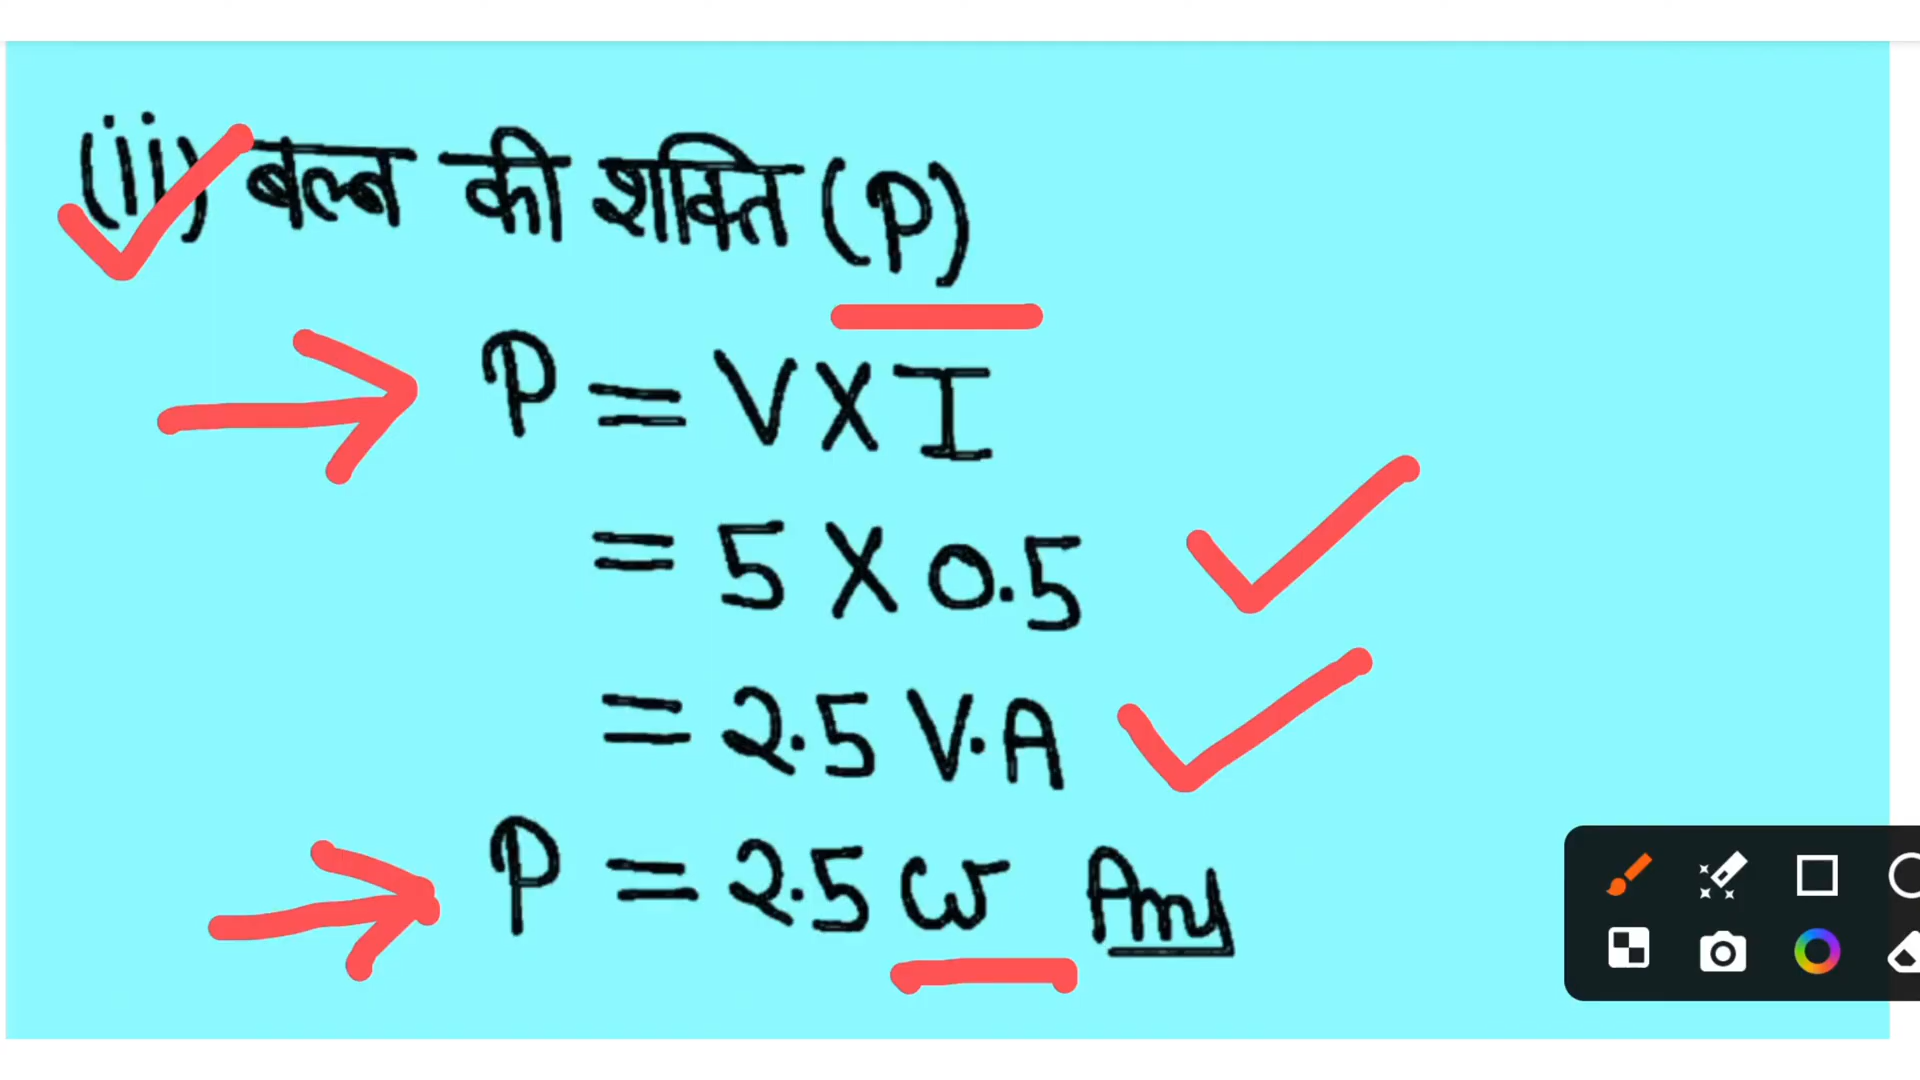 (ii) बल्ब की शक्ति (P)
P = V X I
= 5 X 0.5
= 2.5 V.A
P = 2.5 W Ans